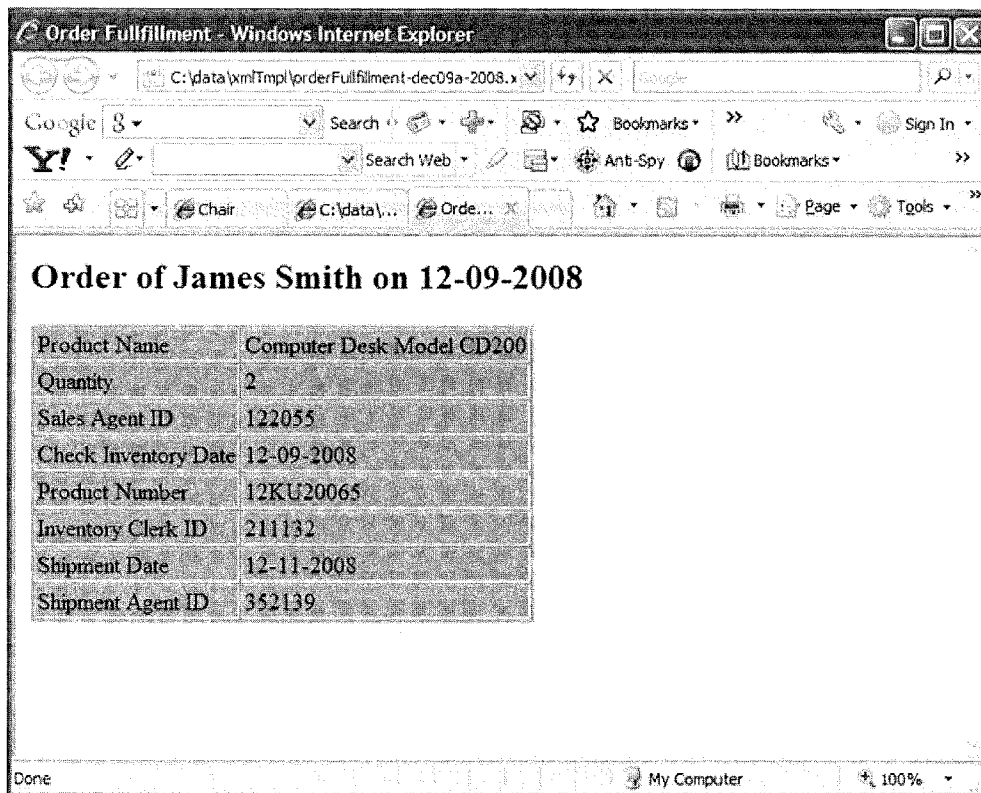 Order Fullfillment - Windows Internet Explorer
C:\data\xmlTmpl\orderFullfillment-dec09a-2008.x
Google
Google Search Bookmarks Sign In
Y! Search Web Anti-Spy Bookmarks
Chair C:\data\... Orde... Page Tools
Order of James Smith on 12-09-2008
Product Name Computer Desk Model CD200
Quantity 2
Sales Agent ID 122055
Check Inventory Date 12-09-2008
Product Number 12KU20065
Inventory Clerk ID 211132
Shipment Date 12-11-2008
Shipment Agent ID 352139
Done My Computer 100%